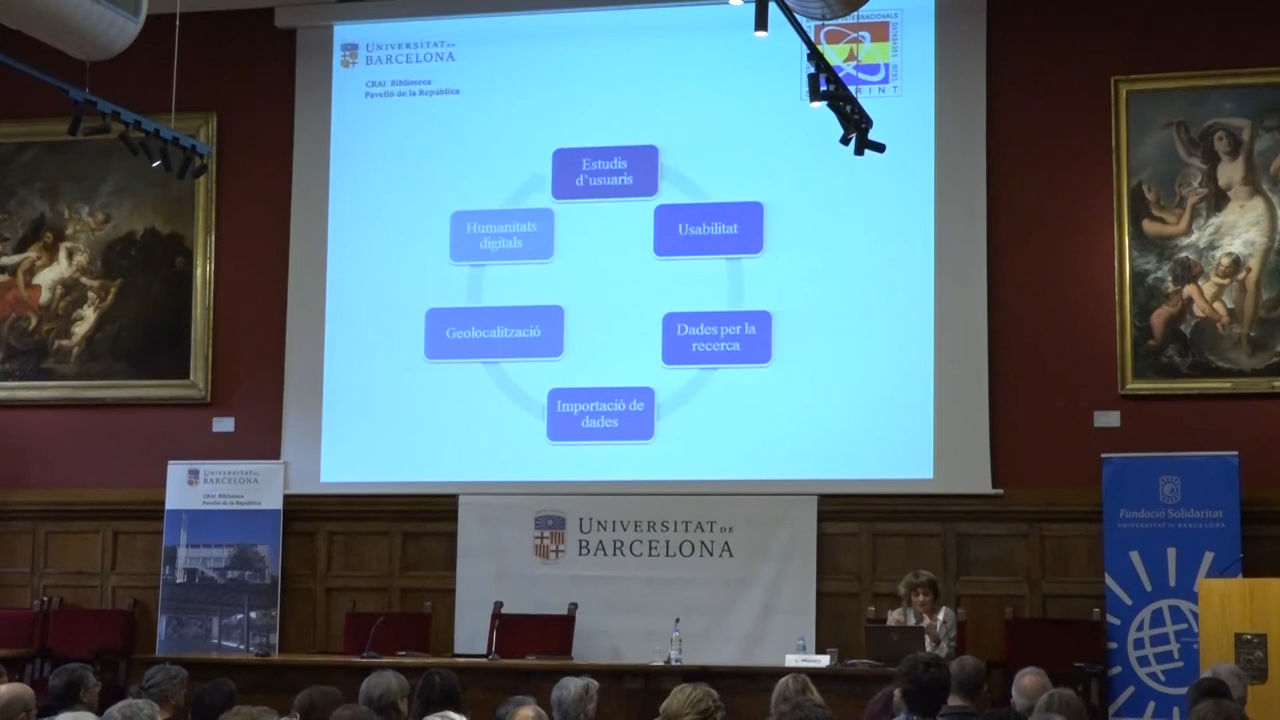 UNIVERSITAT DE
BARCELONA
CRAI Biblioteca
Pavelló de la República
INTERNACIONALS
DATABASES
Estudis
d'usuaris
Humanitats
digitals
Usabilitat
Geolocalització
Dades per la
recerca
Importació de
dades
UNIVERSITAT DE
BARCELONA
CRAI Biblioteca
Pavelló de la República
UNIVERSITAT DE
BARCELONA
Fundació Solidaritat
UNIVERSITAT DE BARCELONA